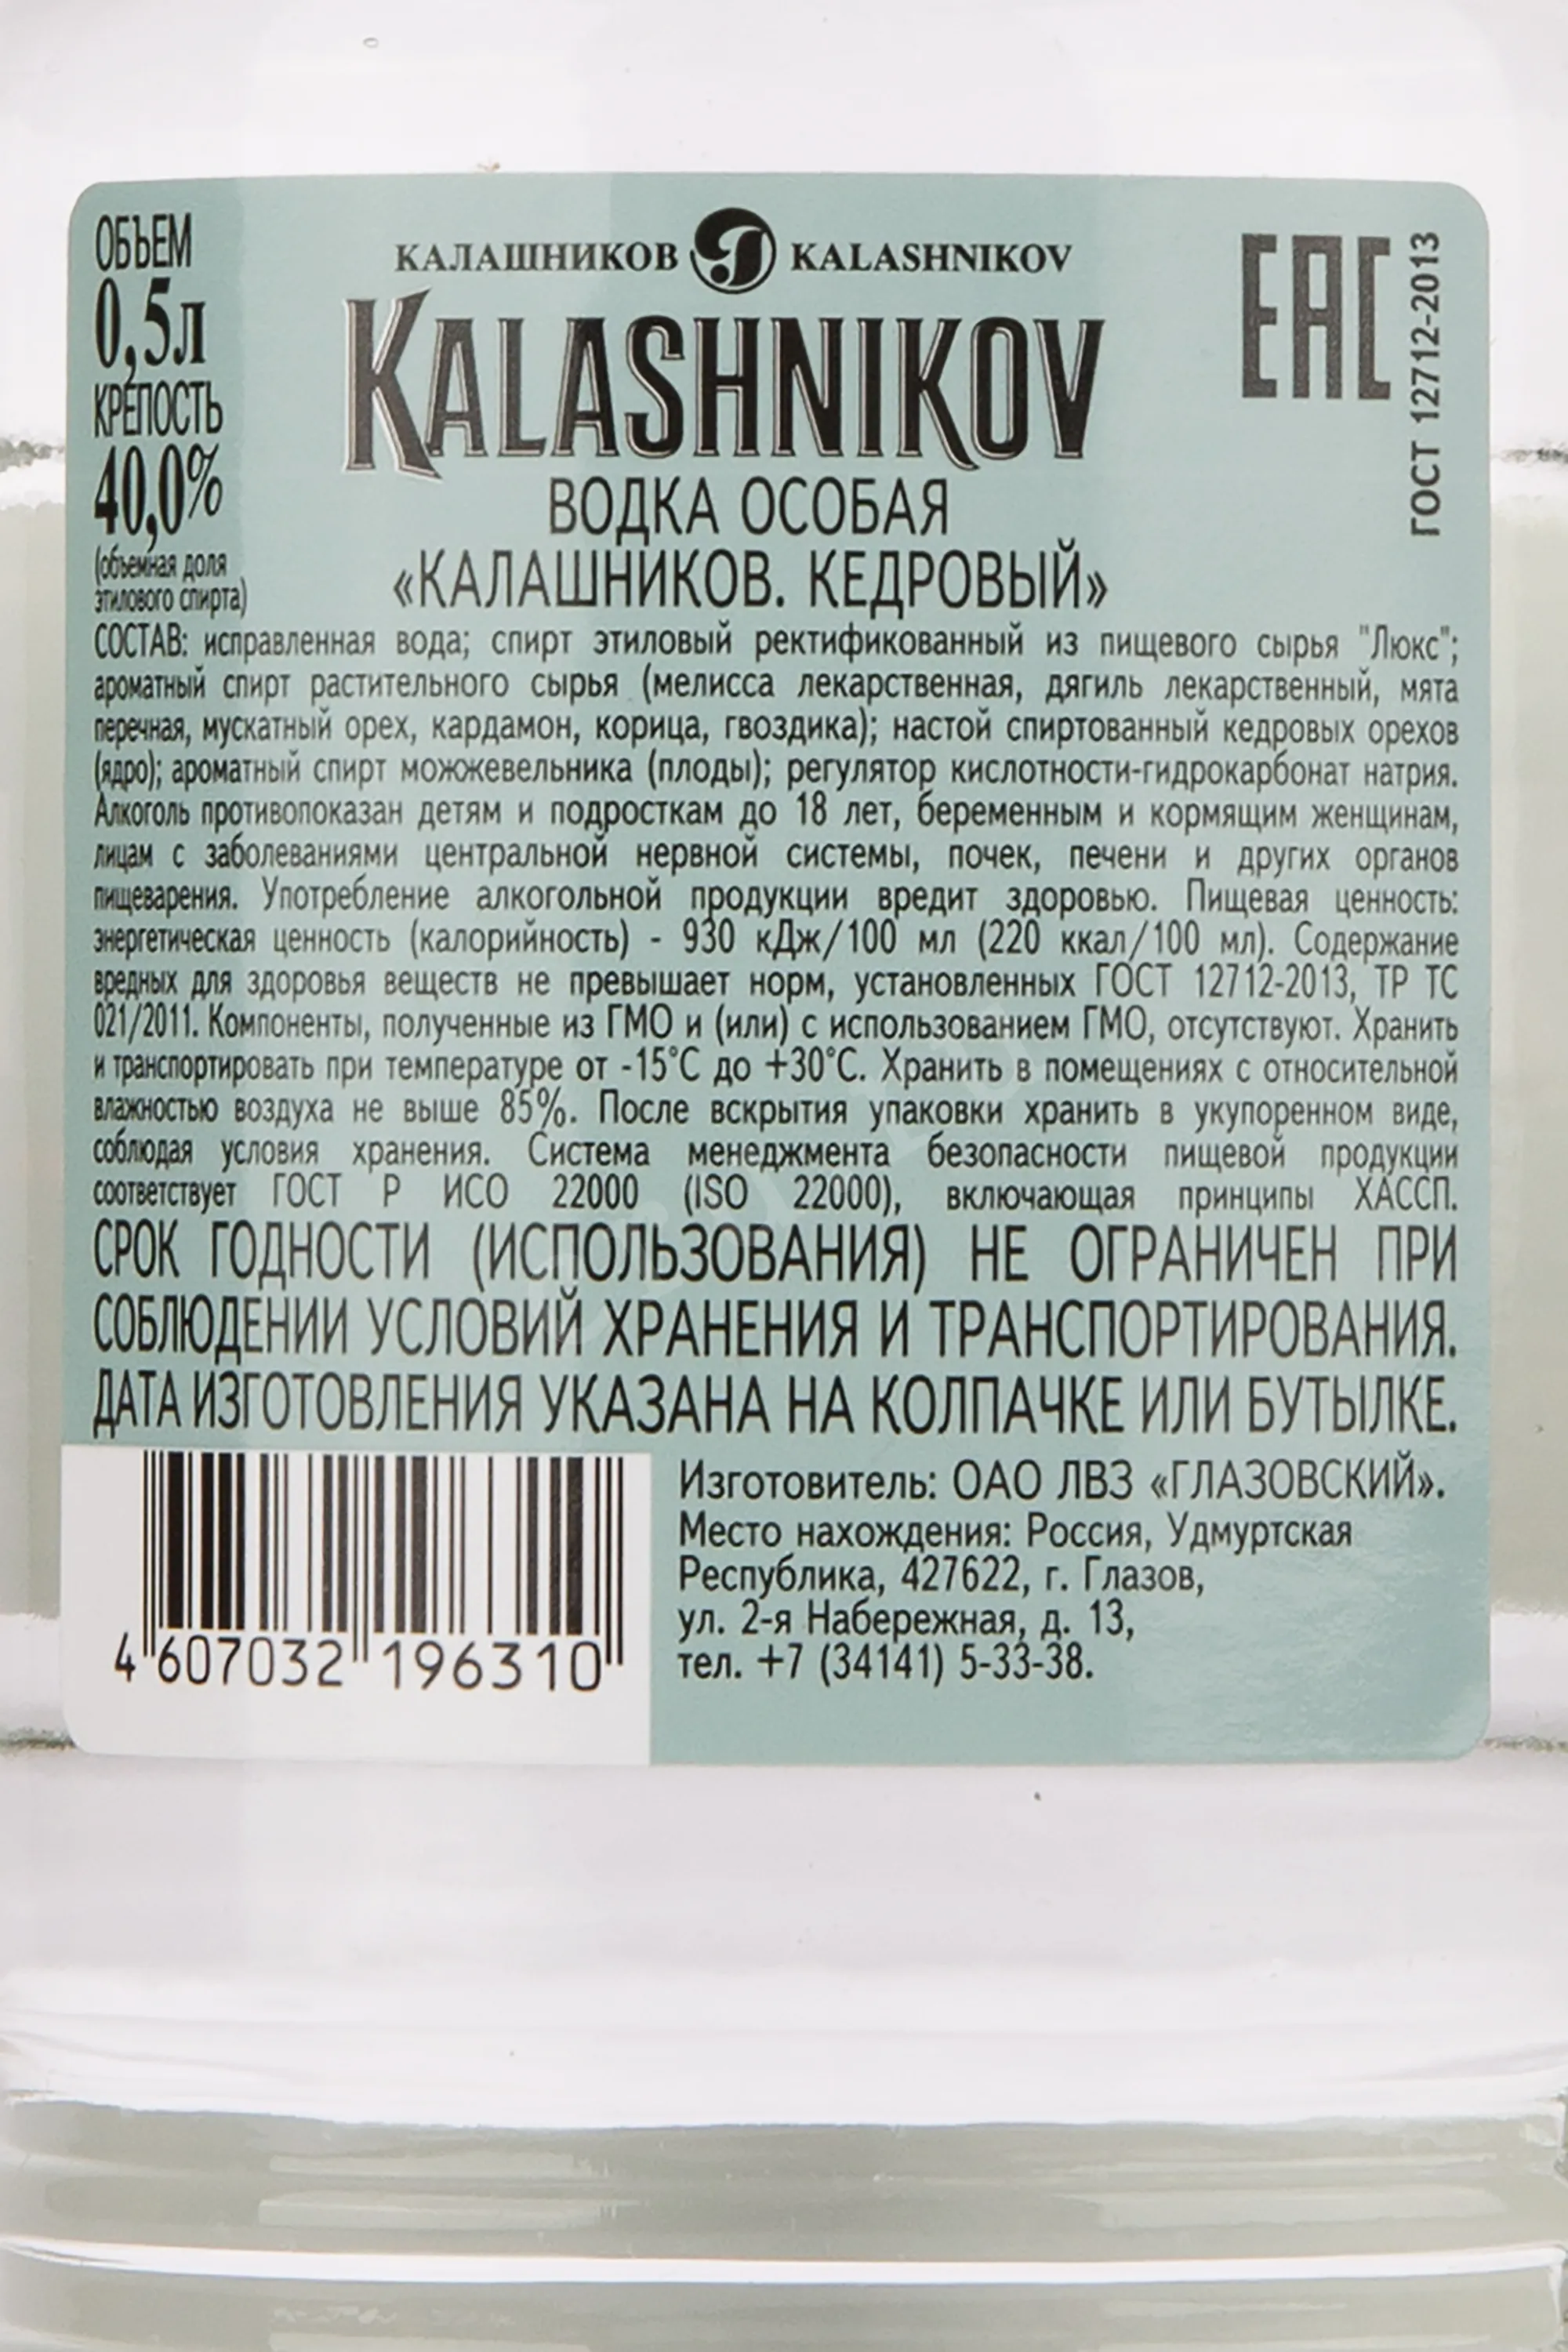 ОБЪЕМ
0,5л
КРЕПОСТЬ
40,0%
(объемная доля
этилового спирта)
КАЛАШНИКОВ KALASHNIKOV
KALASHNIKOV
ВОДКА ОСОБАЯ
«КАЛАШНИКОВ. КЕДРОВЫЙ»
ЕАС
ГОСТ 12712-2013
СОСТАВ: исправленная вода; спирт этиловый ректификованный из пищевого сырья "Люкс";
ароматный спирт растительного сырья (мелисса лекарственная, дягиль лекарственный, мята
перечная, мускатный орех, кардамон, корица, гвоздика); настой спиртованный кедровых орехов
(ядро); ароматный спирт можжевельника (плоды); регулятор кислотности-гидрокарбонат натрия.
Алкоголь противопоказан детям и подросткам до 18 лет, беременным и кормящим женщинам,
лицам с заболеваниями центральной нервной системы, почек, печени и других органов
пищеварения. Употребление алкогольной продукции вредит здоровью. Пищевая ценность:
энергетическая ценность (калорийность) - 930 кДж/100 мл (220 ккал/100 мл). Содержание
вредных для здоровья веществ не превышает норм, установленных ГОСТ 12712-2013, ТР ТС
021/2011. Компоненты, полученные из ГМО и (или) с использованием ГМО, отсутствуют. Хранить
и транспортировать при температуре от -15°С до +30°С. Хранить в помещениях с относительной
влажностью воздуха не выше 85%. После вскрытия упаковки хранить в укупоренном виде,
соблюдая условия хранения. Система менеджмента безопасности пищевой продукции
соответствует ГОСТ Р ИСО 22000 (ISO 22000), включающая принципы ХАССП.
СРОК ГОДНОСТИ (ИСПОЛЬЗОВАНИЯ) НЕ ОГРАНИЧЕН ПРИ
СОБЛЮДЕНИИ УСЛОВИЙ ХРАНЕНИЯ И ТРАНСПОРТИРОВАНИЯ.
ДАТА ИЗГОТОВЛЕНИЯ УКАЗАНА НА КОЛПАЧКЕ ИЛИ БУТЫЛКЕ.
4 607032 196310
Изготовитель: ОАО ЛВЗ «ГЛАЗОВСКИЙ».
Место нахождения: Россия, Удмуртская
Республика, 427622, г. Глазов,
ул. 2-я Набережная, д. 13,
тел. +7 (34141) 5-33-38.